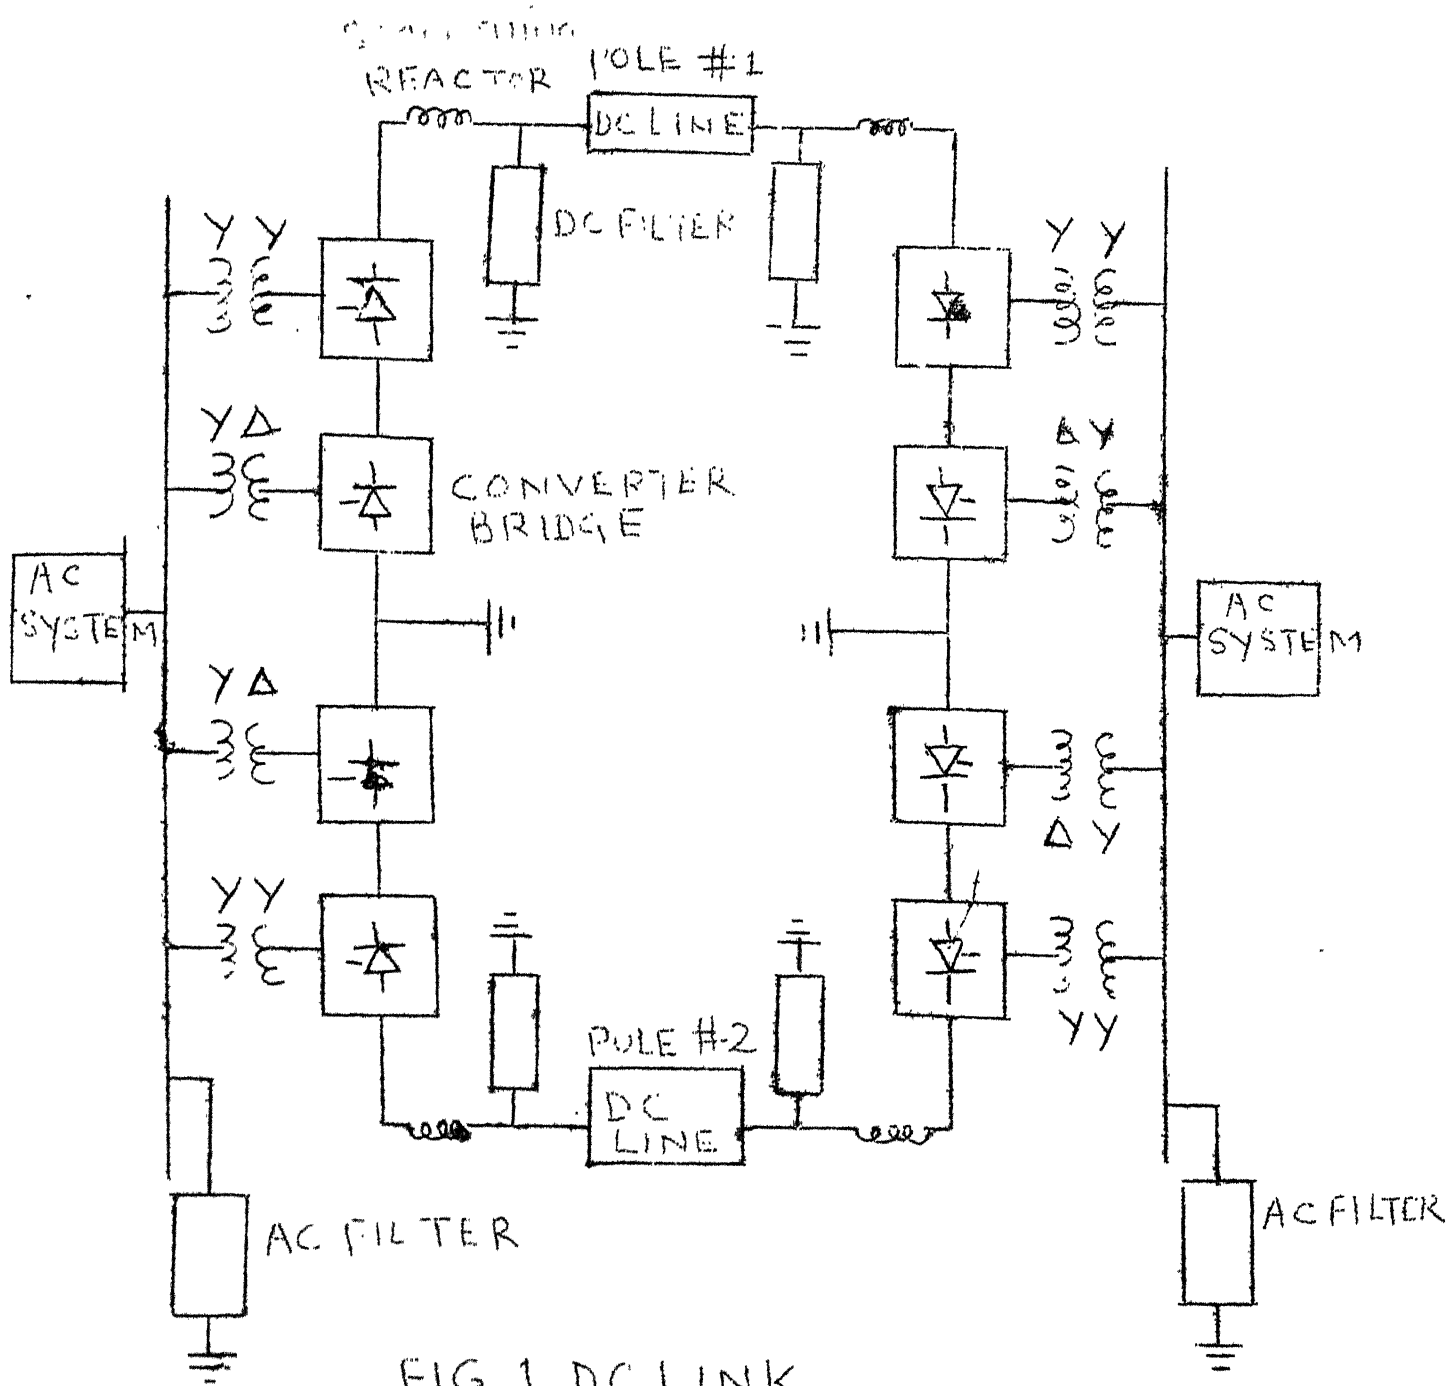 REACTOR
POLE #1
DC LINE
DC FILTER
Y Y
Y Y
Y Δ
Δ Y
CONVERTER
BRIDGE
AC
SYSTEM
AC
SYSTEM
Y Δ
Δ Y
Y Y
Y Y
POLE #2
DC
LINE
AC FILTER
AC FILTER
FIG 1 DC LINK